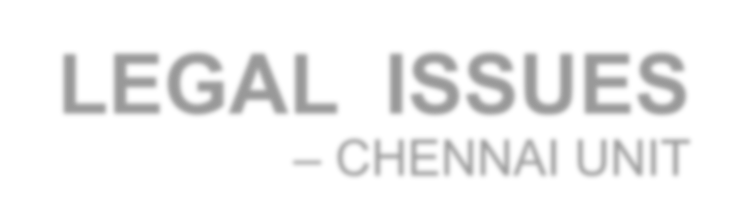 LEGAL ISSUES
– CHENNAI UNIT